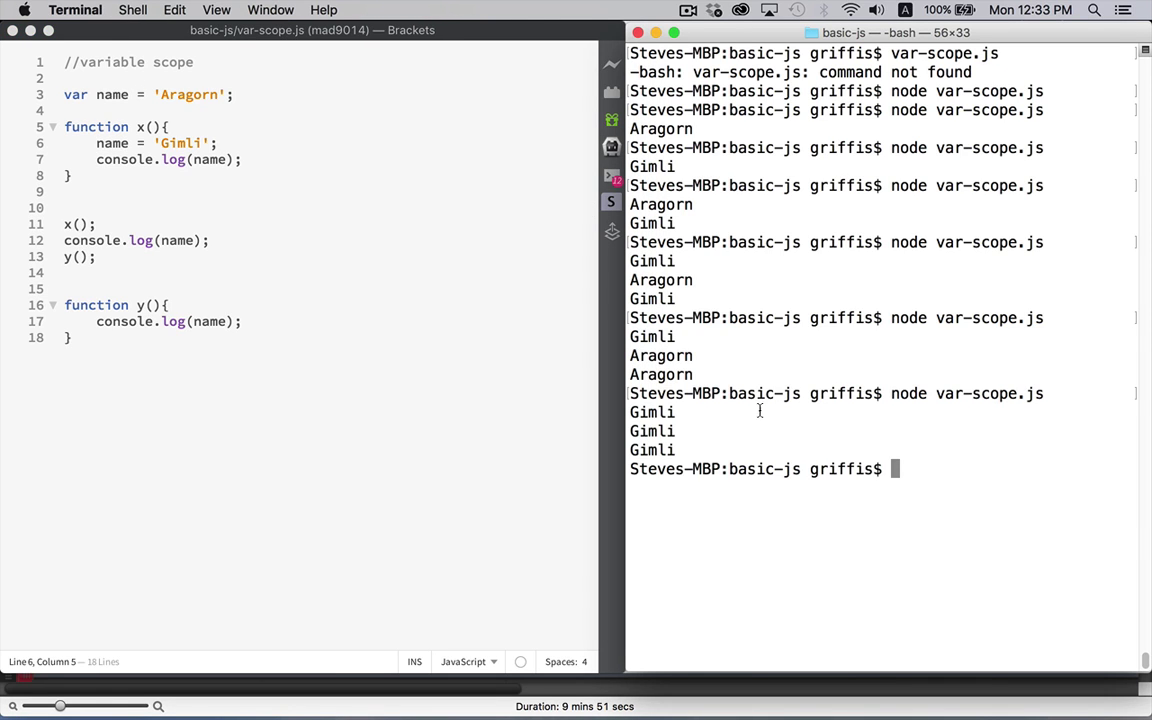 Terminal Shell Edit View Window Help 100% Mon 12:33 PM
basic-js/var-scope.js (mad9014) — Brackets
1 //variable scope
2
3 var name = 'Aragorn';
4
5 function x(){
6 name = 'Gimli';
7 console.log(name);
8 }
9
10
11 x();
12 console.log(name);
13 y();
14
15
16 function y(){
17 console.log(name);
18 }
12
S
Line 6, Column 5 — 18 Lines
INS JavaScript Spaces: 4
basic-js — -bash — 56×33
[Steves-MBP:basic-js griffis$ var-scope.js ]
-bash: var-scope.js: command not found
[Steves-MBP:basic-js griffis$ node var-scope.js ]
[Steves-MBP:basic-js griffis$ node var-scope.js ]
Aragorn
[Steves-MBP:basic-js griffis$ node var-scope.js ]
Gimli
[Steves-MBP:basic-js griffis$ node var-scope.js ]
Aragorn
Gimli
[Steves-MBP:basic-js griffis$ node var-scope.js ]
Gimli
Aragorn
Gimli
[Steves-MBP:basic-js griffis$ node var-scope.js ]
Gimli
Aragorn
Aragorn
[Steves-MBP:basic-js griffis$ node var-scope.js ]
Gimli
Gimli
Gimli
Steves-MBP:basic-js griffis$
Duration: 9 mins 51 secs